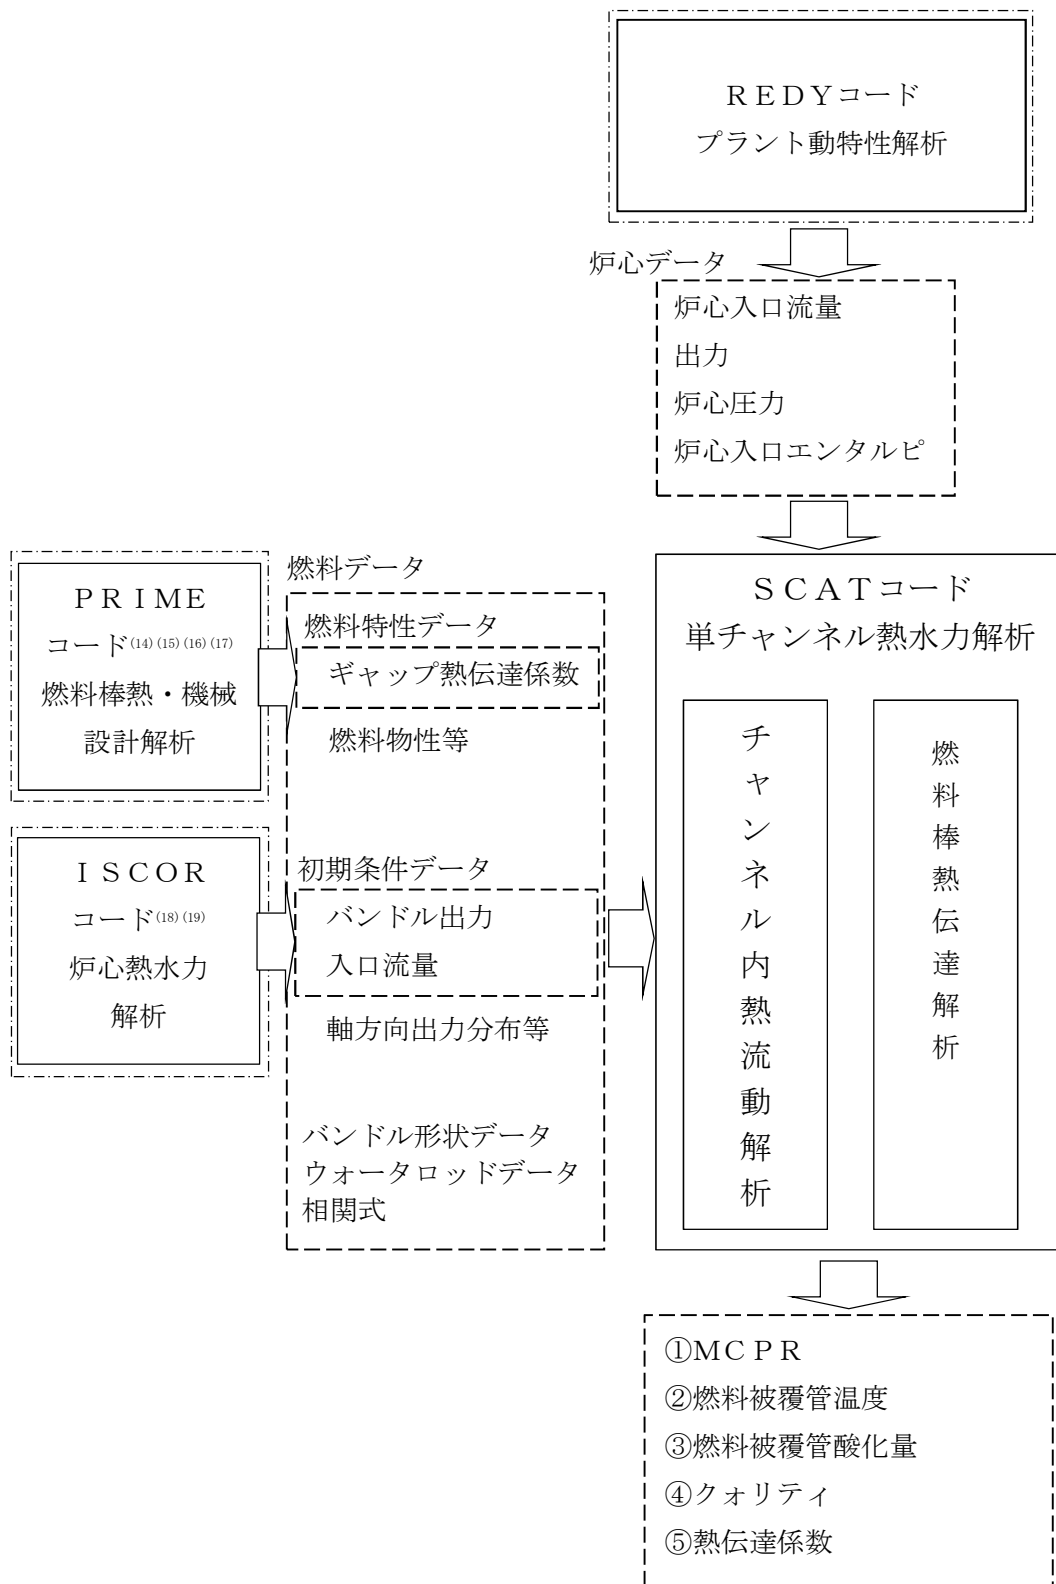 ＲＥＤＹコード
プラント動特性解析
炉心データ
炉心入口流量
出力
炉心圧力
炉心入口エンタルピ
ＰＲＩＭＥ
コード(14)(15)(16)(17)
燃料棒熱・機械
設計解析
燃料データ
燃料特性データ
ギャップ熱伝達係数
燃料物性等
ＩＳＣＯＲ
コード(18)(19)
炉心熱水力
解析
初期条件データ
バンドル出力
入口流量
軸方向出力分布等
バンドル形状データ
ウォータロッドデータ
相関式
ＳＣＡＴコード
単チャンネル熱水力解析
チャンネル内熱流動解析
燃料棒熱伝達解析
①ＭＣＰＲ
②燃料被覆管温度
③燃料被覆管酸化量
④クォリティ
⑤熱伝達係数